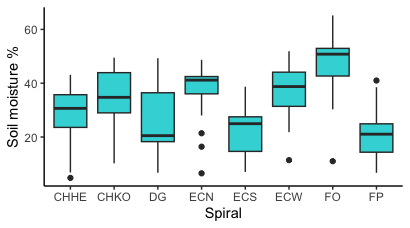 Soil moisture %
60
40
20
CHHE CHKO DG ECN ECS ECW FO FP
Spiral